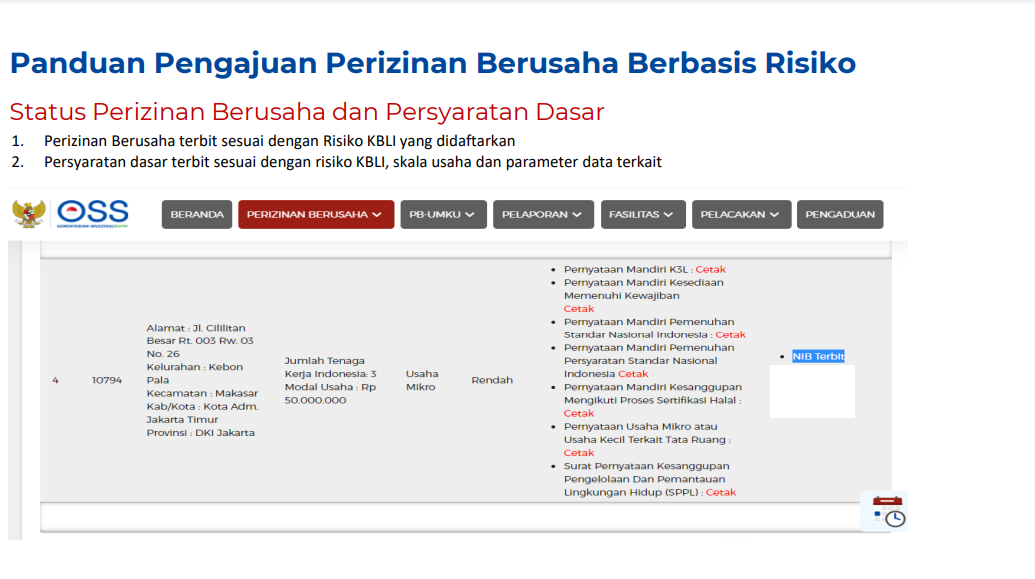 Panduan Pengajuan Perizinan Berusaha Berbasis Risiko
Status Perizinan Berusaha dan Persyaratan Dasar
1. Perizinan Berusaha terbit sesuai dengan Risiko KBLI yang didaftarkan
2. Persyaratan dasar terbit sesuai dengan risiko KBLI, skala usaha dan parameter data terkait
OSS
KEMENTERIAN INVESTASI/BKPM
BERANDA
PERIZINAN BERUSAHA
PB-UMKU
PELAPORAN
FASILITAS
PELACAKAN
PENGADUAN
4
10794
Alamat : Jl. Cililitan
Besar Rt. 003 Rw. 03
No. 26
Kelurahan : Kebon
Pala
Kecamatan : Makasar
Kab/Kota : Kota Adm.
Jakarta Timur
Provinsi : DKI Jakarta
Jumlah Tenaga
Kerja Indonesia: 3
Modal Usaha : Rp
50.000.000
Usaha
Mikro
Rendah
• Pernyataan Mandiri K3L : Cetak
• Pernyataan Mandiri Kesediaan
Memenuhi Kewajiban
Cetak
• Pernyataan Mandiri Pemenuhan
Standar Nasional Indonesia : Cetak
• Pernyataan Mandiri Pemenuhan
Persyaratan Standar Nasional
Indonesia Cetak
• Pernyataan Mandiri Kesanggupan
Mengikuti Proses Sertifikasi Halal :
Cetak
• Pernyataan Usaha Mikro atau
Usaha Kecil Terkait Tata Ruang :
Cetak
• Surat Pernyataan Kesanggupan
Pengelolaan Dan Pemantauan
Lingkungan Hidup (SPPL) : Cetak
• NIB Terbit